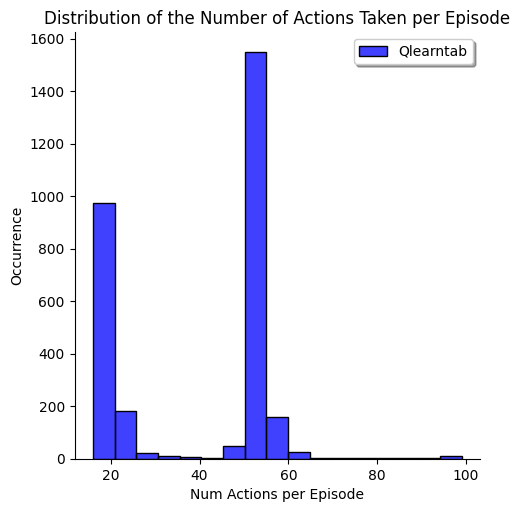 Distribution of the Number of Actions Taken per Episode
Qlearntab
1600
1400
1200
1000
800
600
400
200
0
Occurrence
20 40 60 80 100
Num Actions per Episode